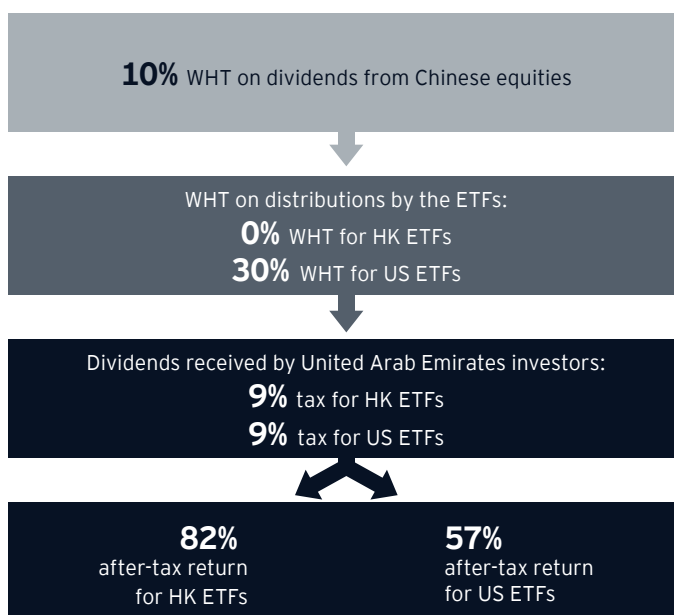 10% WHT on dividends from Chinese equities
WHT on distributions by the ETFs:
0% WHT for HK ETFs
30% WHT for US ETFs
Dividends received by United Arab Emirates investors:
9% tax for HK ETFs
9% tax for US ETFs
82%
after-tax return
for HK ETFs
57%
after-tax return
for US ETFs